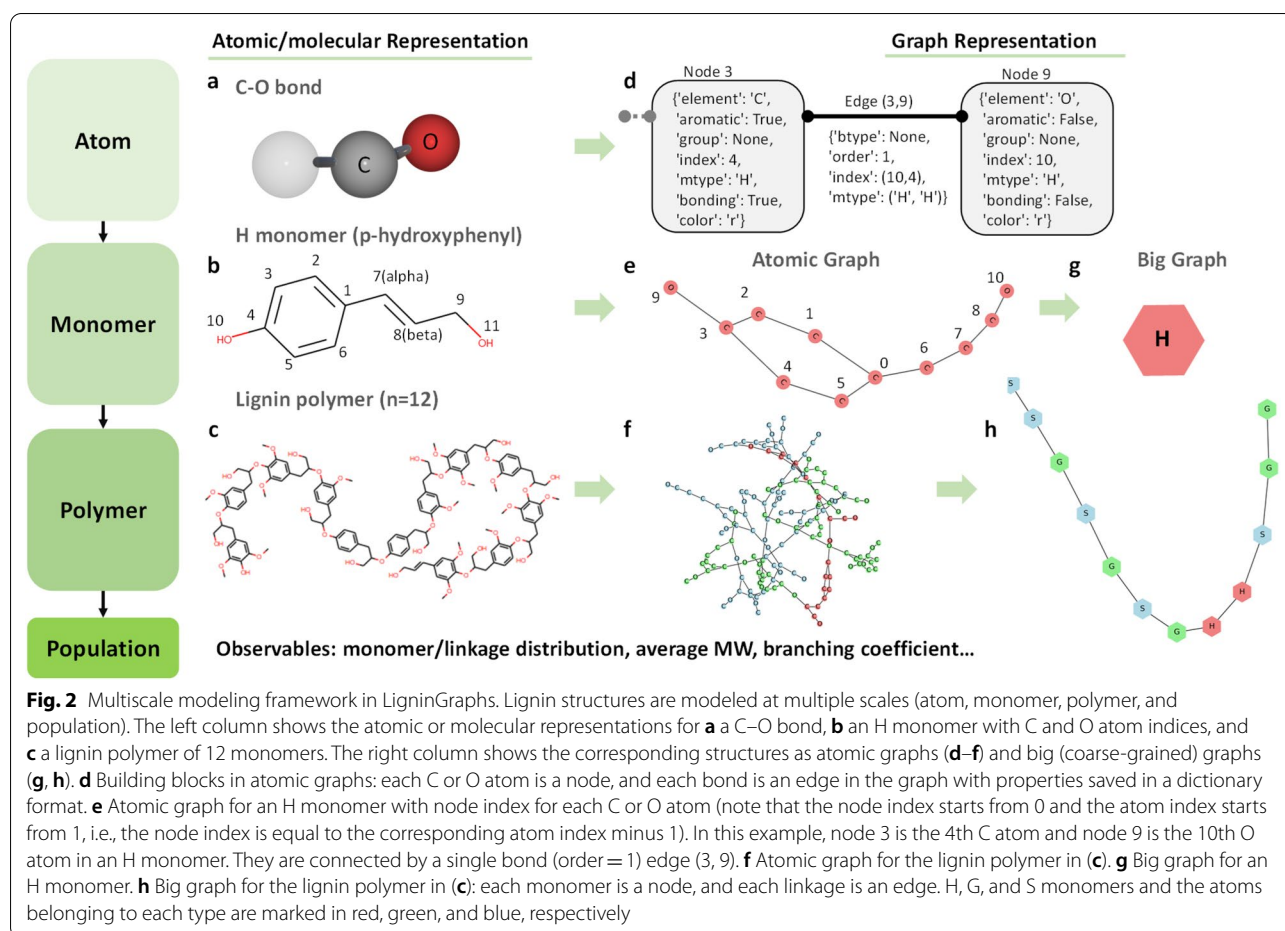 Atomic/molecular Representation
Graph Representation
Atom
Monomer
Polymer
Population
a
C-O bond
C
O
d
Node 3
{'element': 'C',
'aromatic': True,
'group': None,
'index': 4,
'mtype': 'H',
'bonding': True,
'color': 'r'}
Edge (3,9)
{'btype': None,
'order': 1,
'index': (10,4),
'mtype': ('H', 'H')}
Node 9
{'element': 'O',
'aromatic': False,
'group': None,
'index': 10,
'mtype': 'H',
'bonding': False,
'color': 'r'}
H monomer (p-hydroxyphenyl)
b
2
3
7(alpha)
1
9
10
4
HO
8(beta)
11
OH
6
5
e
Atomic Graph
9
2
1
3
0
4
5
6
7
8
10
g
Big Graph
H
Lignin polymer (n=12)
c
f
h
S
S
G
S
G
S
G
H
H
S
G
G
Observables: monomer/linkage distribution, average MW, branching coefficient...
Fig. 2 Multiscale modeling framework in LigninGraphs. Lignin structures are modeled at multiple scales (atom, monomer, polymer, and
population). The left column shows the atomic or molecular representations for a a C–O bond, b an H monomer with C and O atom indices, and
c a lignin polymer of 12 monomers. The right column shows the corresponding structures as atomic graphs (d–f) and big (coarse-grained) graphs
(g, h). d Building blocks in atomic graphs: each C or O atom is a node, and each bond is an edge in the graph with properties saved in a dictionary
format. e Atomic graph for an H monomer with node index for each C or O atom (note that the node index starts from 0 and the atom index starts
from 1, i.e., the node index is equal to the corresponding atom index minus 1). In this example, node 3 is the 4th C atom and node 9 is the 10th O
atom in an H monomer. They are connected by a single bond (order = 1) edge (3, 9). f Atomic graph for the lignin polymer in (c). g Big graph for an
H monomer. h Big graph for the lignin polymer in (c): each monomer is a node, and each linkage is an edge. H, G, and S monomers and the atoms
belonging to each type are marked in red, green, and blue, respectively